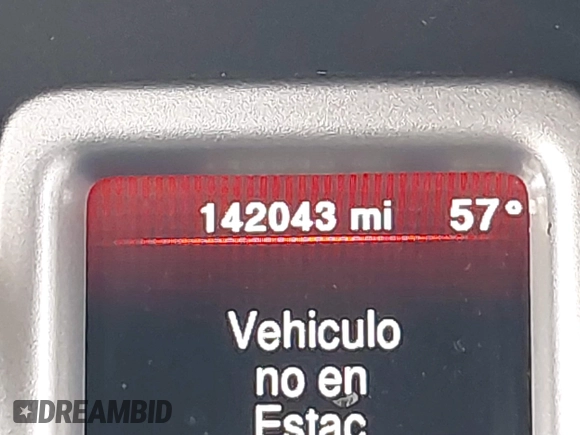 142043 mi 57°
Vehiculo
no en
Estac
DREAMBID